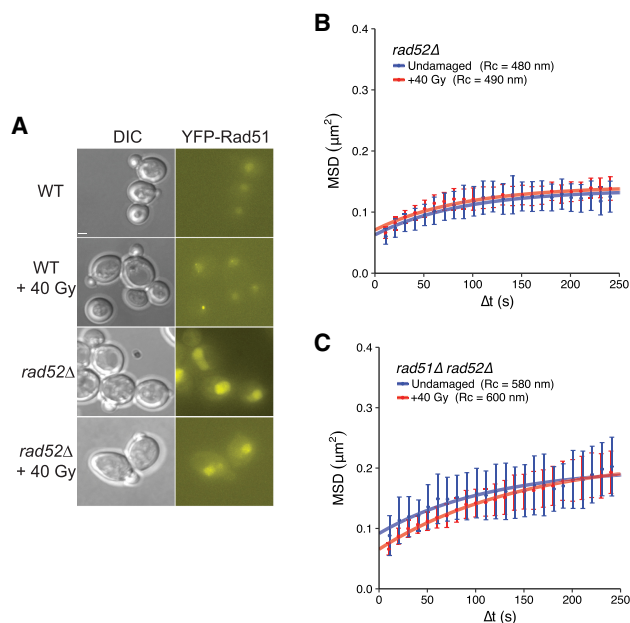 A
DIC YFP-Rad51
WT
WT
+ 40 Gy
rad52Δ
rad52Δ
+ 40 Gy
B
rad52Δ
Undamaged (Rc = 480 nm)
+40 Gy (Rc = 490 nm)
MSD (μm²)
0.4
0.3
0.2
0.1
0.0
0 50 100 150 200 250
Δt (s)
C
rad51Δ rad52Δ
Undamaged (Rc = 580 nm)
+40 Gy (Rc = 600 nm)
MSD (μm²)
0.4
0.3
0.2
0.1
0.0
0 50 100 150 200 250
Δt (s)